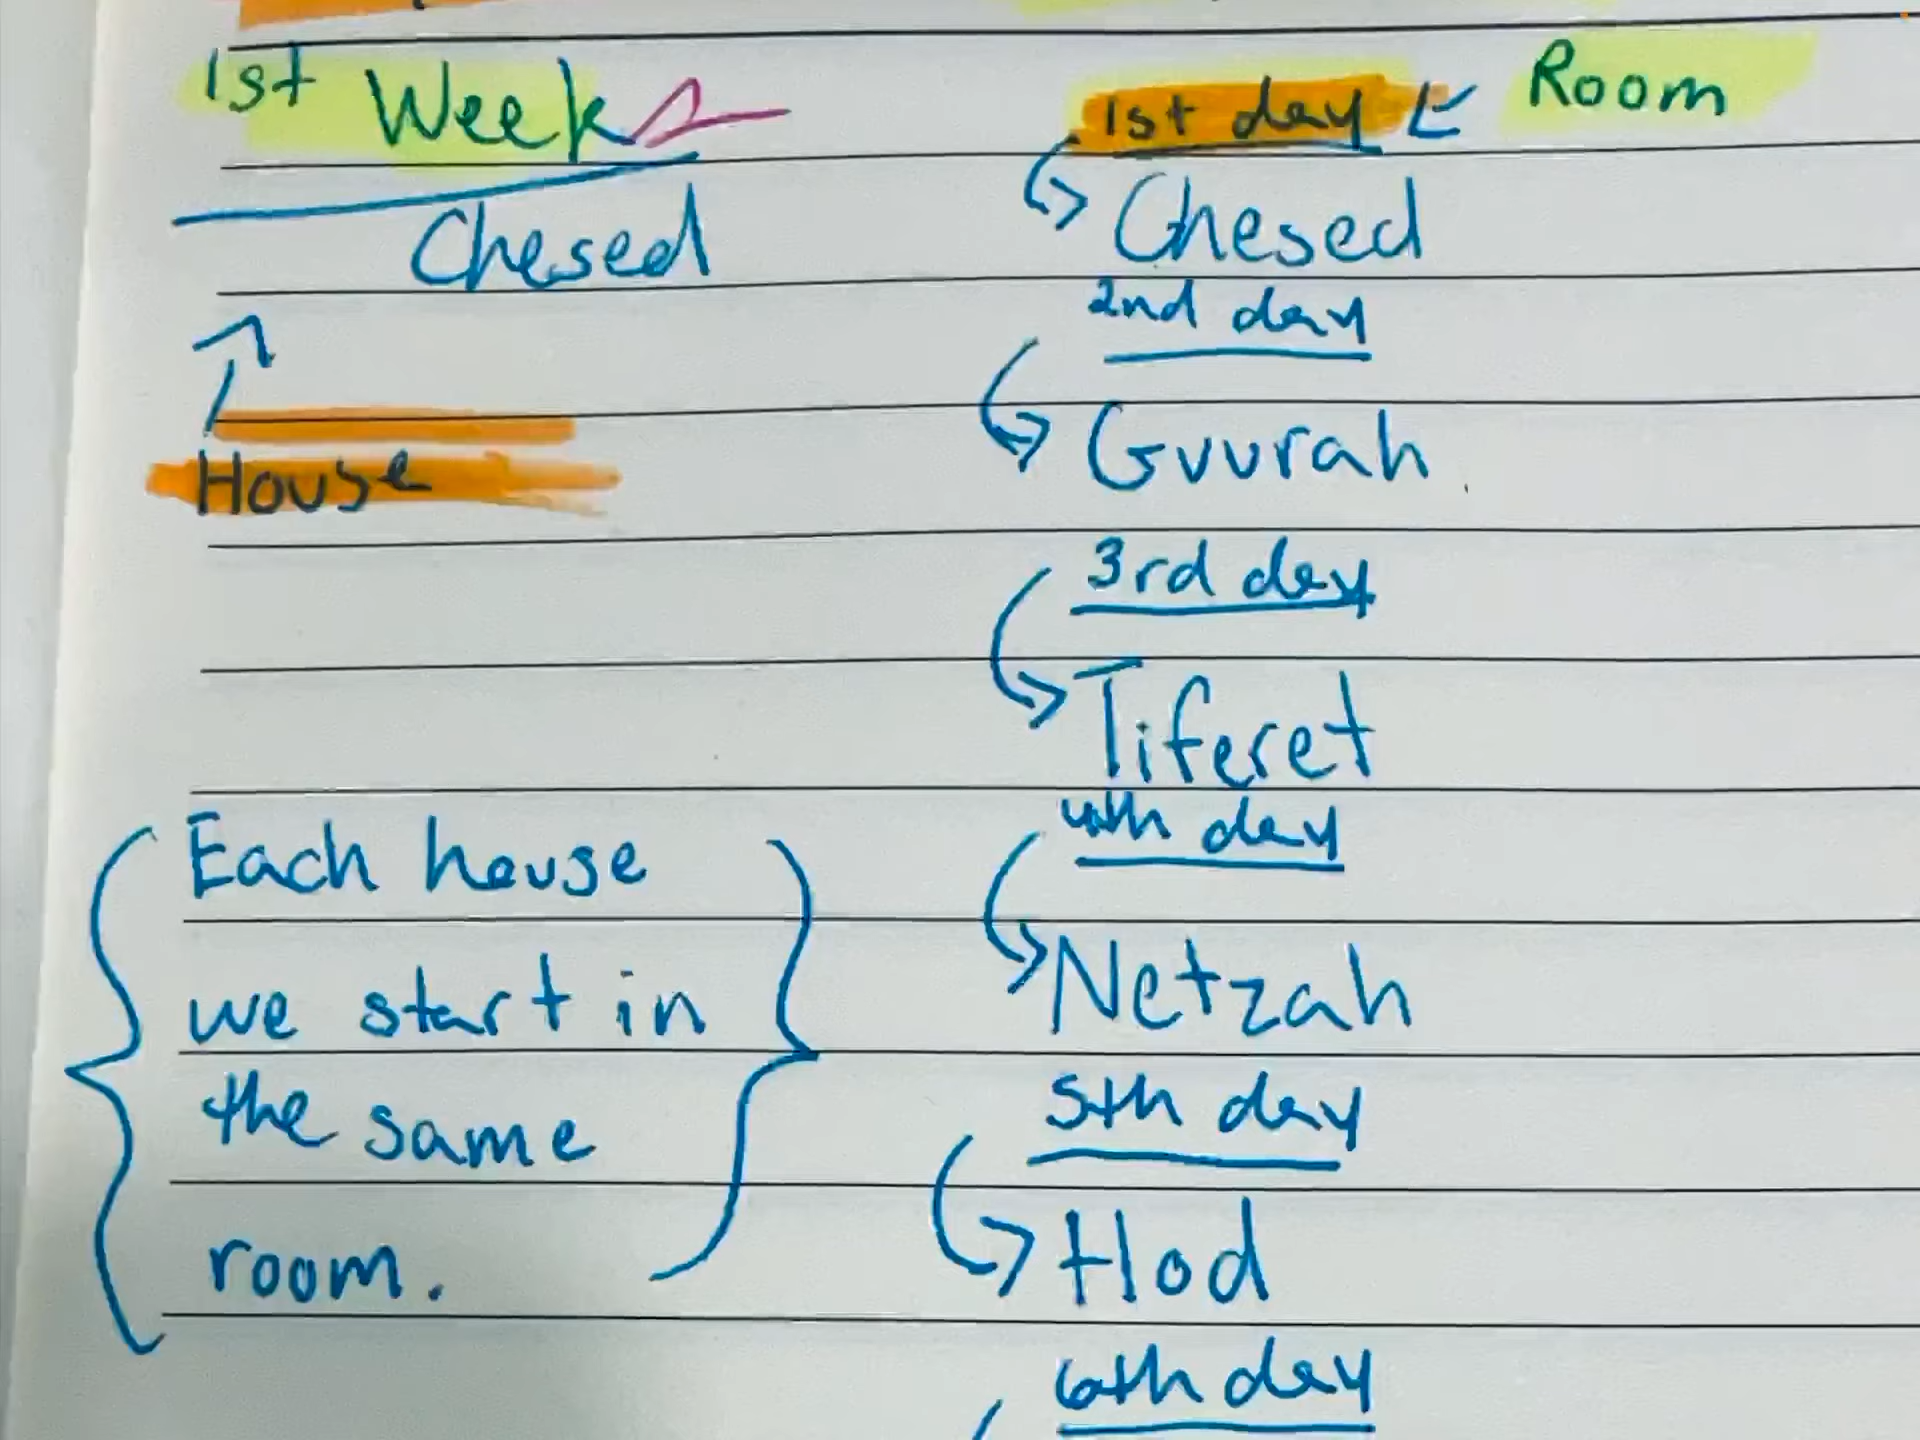 1st Week
Chesed
House
Each house
we start in
the same
room.
1st day Room
Chesed
2nd day
Gvurah
3rd day
Tiferet
4th day
Netzah
5th day
Hod
6th day